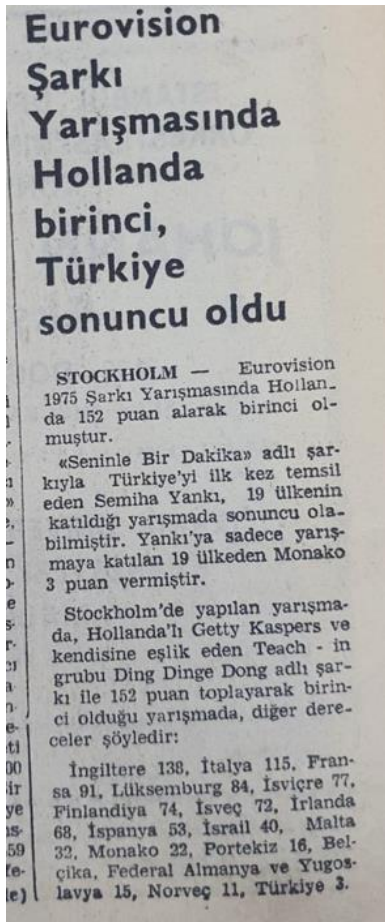 Eurovision
Şarkı
Yarışmasında
Hollanda
birinci,
Türkiye
sonuncu oldu
STOCKHOLM — Eurovision
1975 Şarkı Yarışmasında Hollan-
da 152 puan alarak birinci ol-
muştur.
«Seninle Bir Dakika» adlı şar-
kıyla Türkiye'yi ilk kez temsil
eden Semiha Yankı, 19 ülkenin
katıldığı yarışmada sonuncu ola-
bilmiştir. Yankı'ya sadece yarış-
maya katılan 19 ülkeden Monako
3 puan vermiştir.
Stockholm'de yapılan yarışma-
da, Hollanda'lı Getty Kaspers ve
kendisine eşlik eden Teach - in
grubu Ding Dinge Dong adlı şar-
kı ile 152 puan toplayarak birin-
ci olduğu yarışmada, diğer dere-
celer şöyledir:
İngiltere 138, İtalya 115, Fran-
sa 91, Lüksemburg 84, İsviçre 77,
Finlandiya 74, İsveç 72, İrlanda
68, İspanya 53, İsrail 40, Malta
32, Monako 22, Portekiz 16, Bel-
çika, Federal Almanya ve Yugos-
lavya 15, Norveç 11, Türkiye 3.